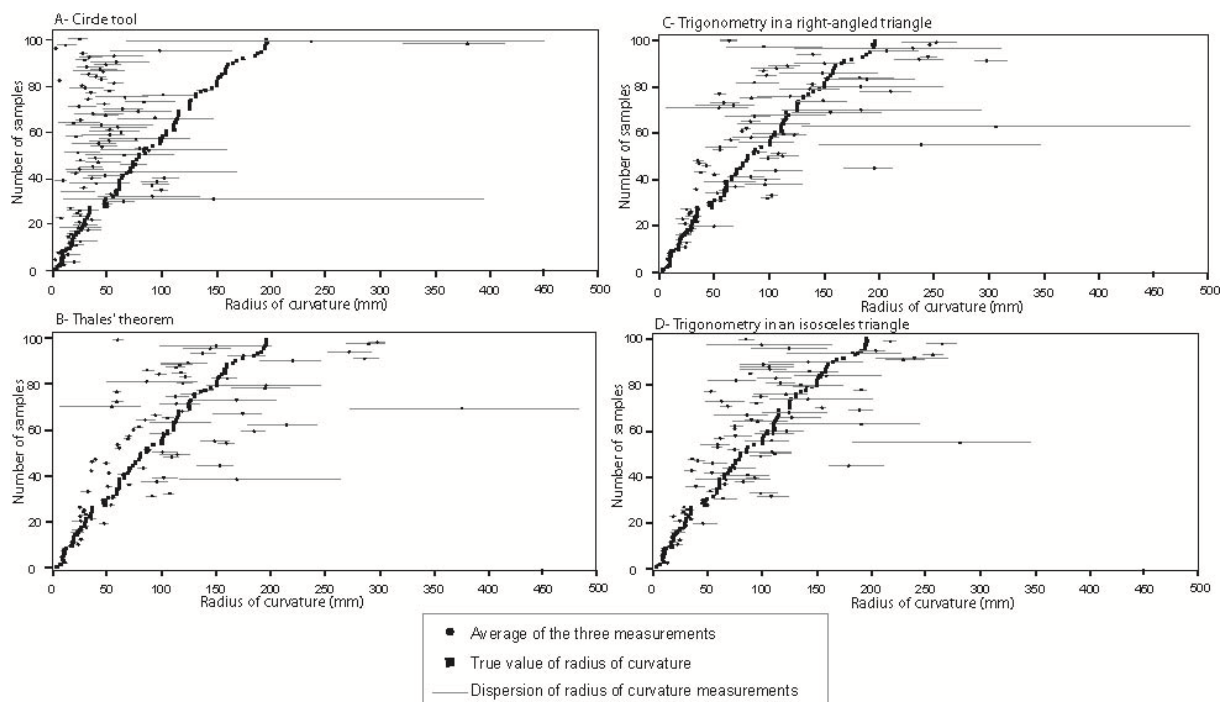 A- Cirde tool
100
80
60
40
20
0
Number of samples
0 50 100 150 200 250 300 350 400 450 500
Radius of curvature (mm)
C- Trigonometry in a right-angled triangle
100
80
60
40
20
0
Number of samples
0 50 100 150 200 250 300 350 400 450 500
Radius of curvature (mm)
B- Thales' theorem
100
80
60
40
20
0
Number of samples
0 50 100 150 200 250 300 350 400 450 500
Radius of curvature (mm)
D- Trigonometry in an isosceles triangle
100
80
60
40
20
0
Number of samples
0 50 100 150 200 250 300 350 400 450 500
Radius of curvature (mm)
Average of the three measurements
True value of radius of curvature
Dispersion of radius of curvature measurements